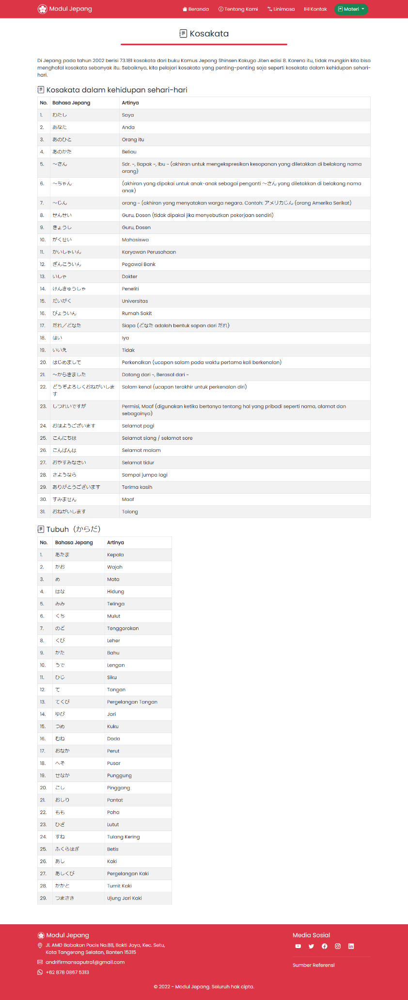 Modul Jepang
Beranda
Tentang Kami
Linimasa
Kontak
Materi
Kosakata
Di Jepang pada tahun 2002 berisi 73.181 kosakata dari buku Kamus Jepang Shinsen Kokugo Jiten edisi 8. Karena itu, tidak mungkin kita bisa
menghafal kosakata sebanyak itu. Sebaiknya, kita pelajari kosakata yang penting-penting saja seperti kosakata dalam kehidupan sehari-
hari.
Kosakata dalam kehidupan sehari-hari
No. Bahasa Jepang Artinya
1. わたし Saya
2. あなた Anda
3. あのひと Orang itu
4. あのかた Beliau
5. ～さん Sdr. ~, Bapak ~, Ibu ~ (akhiran untuk mengekspresikan kesopanan yang diletakkan di belakang nama
orang)
6. ～ちゃん (akhiran yang dipakai untuk anak-anak sebagai penganti ～さん yang diletakkan di belakang nama
anak)
7. ～じん orang ~ (akhiran yang menyatakan warga negara. Contoh: アメリカじん (orang Amerika Serikat)
8. せんせい Guru, Dosen (tidak dipakai jika menyebutkan pekerjaan sendiri)
9. きょうし Guru, Dosen
10. がくせい Mahasiswa
11. かいしゃいん Karyawan Perusahaan
12. ぎんこういん Pegawai Bank
13. いしゃ Dokter
14. けんきゅうしゃ Peneliti
15. だいがく Universitas
16. びょういん Rumah Sakit
17. だれ／どなた Siapa (どなた adalah bentuk sopan dari だれ)
18. はい Iya
19. いいえ Tidak
20. はじめまして Perkenalkan (ucapan salam pada waktu pertama kali berkenalan)
21. ～からきました Datang dari ~, Berasal dari ~
22. どうぞよろしくおねがいしま Salam kenal (ucapan terakhir untuk perkenalan diri)
す
23. しつれいですが Permisi, Maaf (digunakan ketika bertanya tentang hal yang pribadi seperti nama, alamat dan
sebagainya)
24. おはようございます Selamat pagi
25. こんにちは Selamat siang / selamat sore
26. こんばんは Selamat malam
27. おやすみなさい Selamat tidur
28. さようなら Sampai jumpa lagi
29. ありがとうございます Terima kasih
30. すみません Maaf
31. おねがいします Tolong
Tubuh（からだ）
No. Bahasa Jepang Artinya
1. あたま Kepala
2. かお Wajah
3. め Mata
4. はな Hidung
5. みみ Telinga
6. くち Mulut
7. のど Tenggorokan
8. くび Leher
9. かた Bahu
10. うで Lengan
11. ひじ Siku
12. て Tangan
13. てくび Pergelangan Tangan
14. ゆび Jari
15. つめ Kuku
16. むね Dada
17. おなか Perut
18. へそ Pusar
19. せなか Punggung
20. こし Pinggang
21. おしり Pantat
22. もも Paha
23. ひざ Lutut
24. すね Tulang Kering
25. ふくらはぎ Betis
26. あし Kaki
27. あしくび Pergelangan Kaki
28. かかと Tumit Kaki
29. つまさき Ujung Jari Kaki
Modul Jepang
Jl. AMD Babakan Pocis No.88, Bakti Jaya, Kec. Setu,
Kota Tangerang Selatan, Banten 15315
andrifirmansaputra1@gmail.com
+62 878 0867 5313
Media Sosial
Sumber Referensi
© 2022 - Modul Jepang. Seluruh hak cipta.